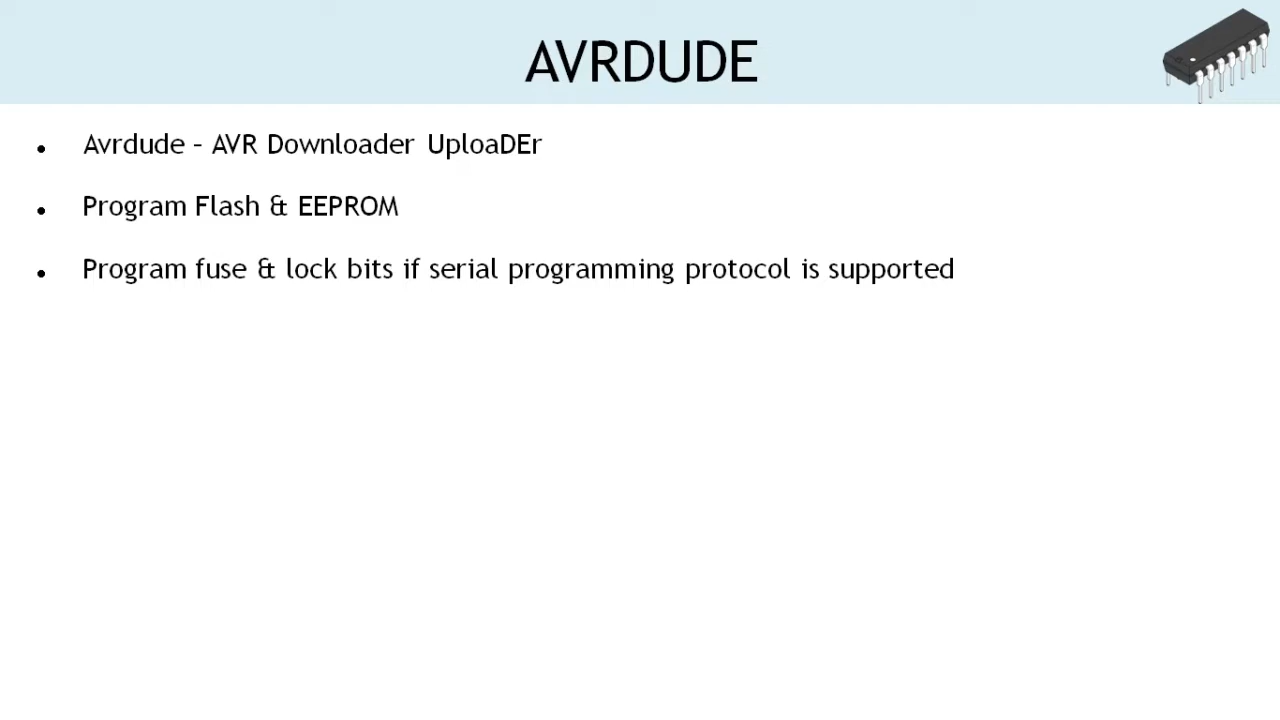 AVRDUDE
Avrdude – AVR Downloader UploaDEr
Program Flash & EEPROM
Program fuse & lock bits if serial programming protocol is supported